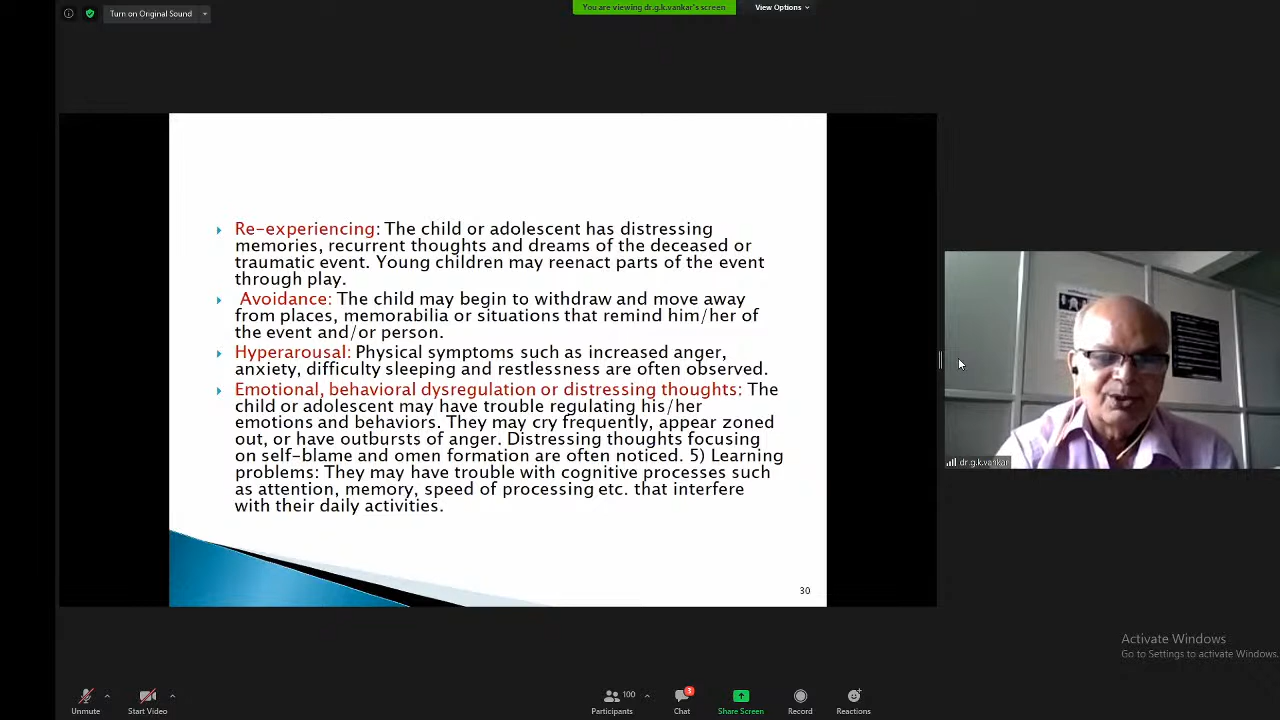 Turn on Original Sound
You are viewing dr.g.k.vankar's screen
View Options
Re-experiencing: The child or adolescent has distressing
memories, recurrent thoughts and dreams of the deceased or
traumatic event. Young children may reenact parts of the event
through play.
Avoidance: The child may begin to withdraw and move away
from places, memorabilia or situations that remind him/her of
the event and/or person.
Hyperarousal: Physical symptoms such as increased anger,
anxiety, difficulty sleeping and restlessness are often observed.
Emotional, behavioral dysregulation or distressing thoughts: The
child or adolescent may have trouble regulating his/her
emotions and behaviors. They may cry frequently, appear zoned
out, or have outbursts of anger. Distressing thoughts focusing
on self-blame and omen formation are often noticed. 5) Learning
problems: They may have trouble with cognitive processes such
as attention, memory, speed of processing etc. that interfere
with their daily activities.
30
dr.g.k.vankar
Activate Windows
Go to Settings to activate Windows.
Unmute
Start Video
100
Participants
3
Chat
Share Screen
Record
Reactions